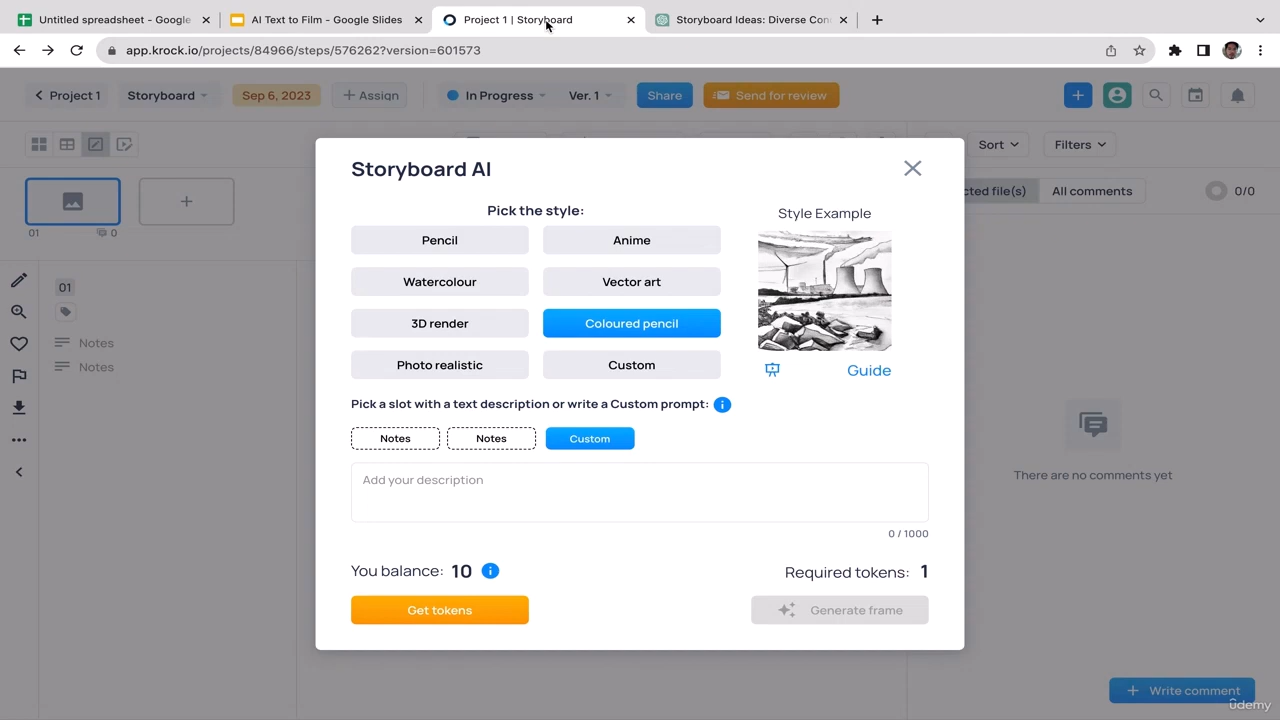 Untitled spreadsheet - Google
AI Text to Film - Google Slides
Project 1 | Storyboard
Storyboard Ideas: Diverse Con
app.krock.io/projects/84966/steps/576262?version=601573
Project 1
Storyboard
Sep 6, 2023
Assign
In Progress
Ver. 1
Share
Send for review
Sort
Filters
cted file(s)
All comments
0/0
01
0
01
Notes
Notes
Storyboard AI
Pick the style:
Style Example
Pencil
Anime
Watercolour
Vector art
3D render
Coloured pencil
Photo realistic
Custom
Guide
Pick a slot with a text description or write a Custom prompt:
Notes
Notes
Custom
Add your description
0 / 1000
You balance: 10
Required tokens: 1
Get tokens
Generate frame
There are no comments yet
Write comment
ûdemy